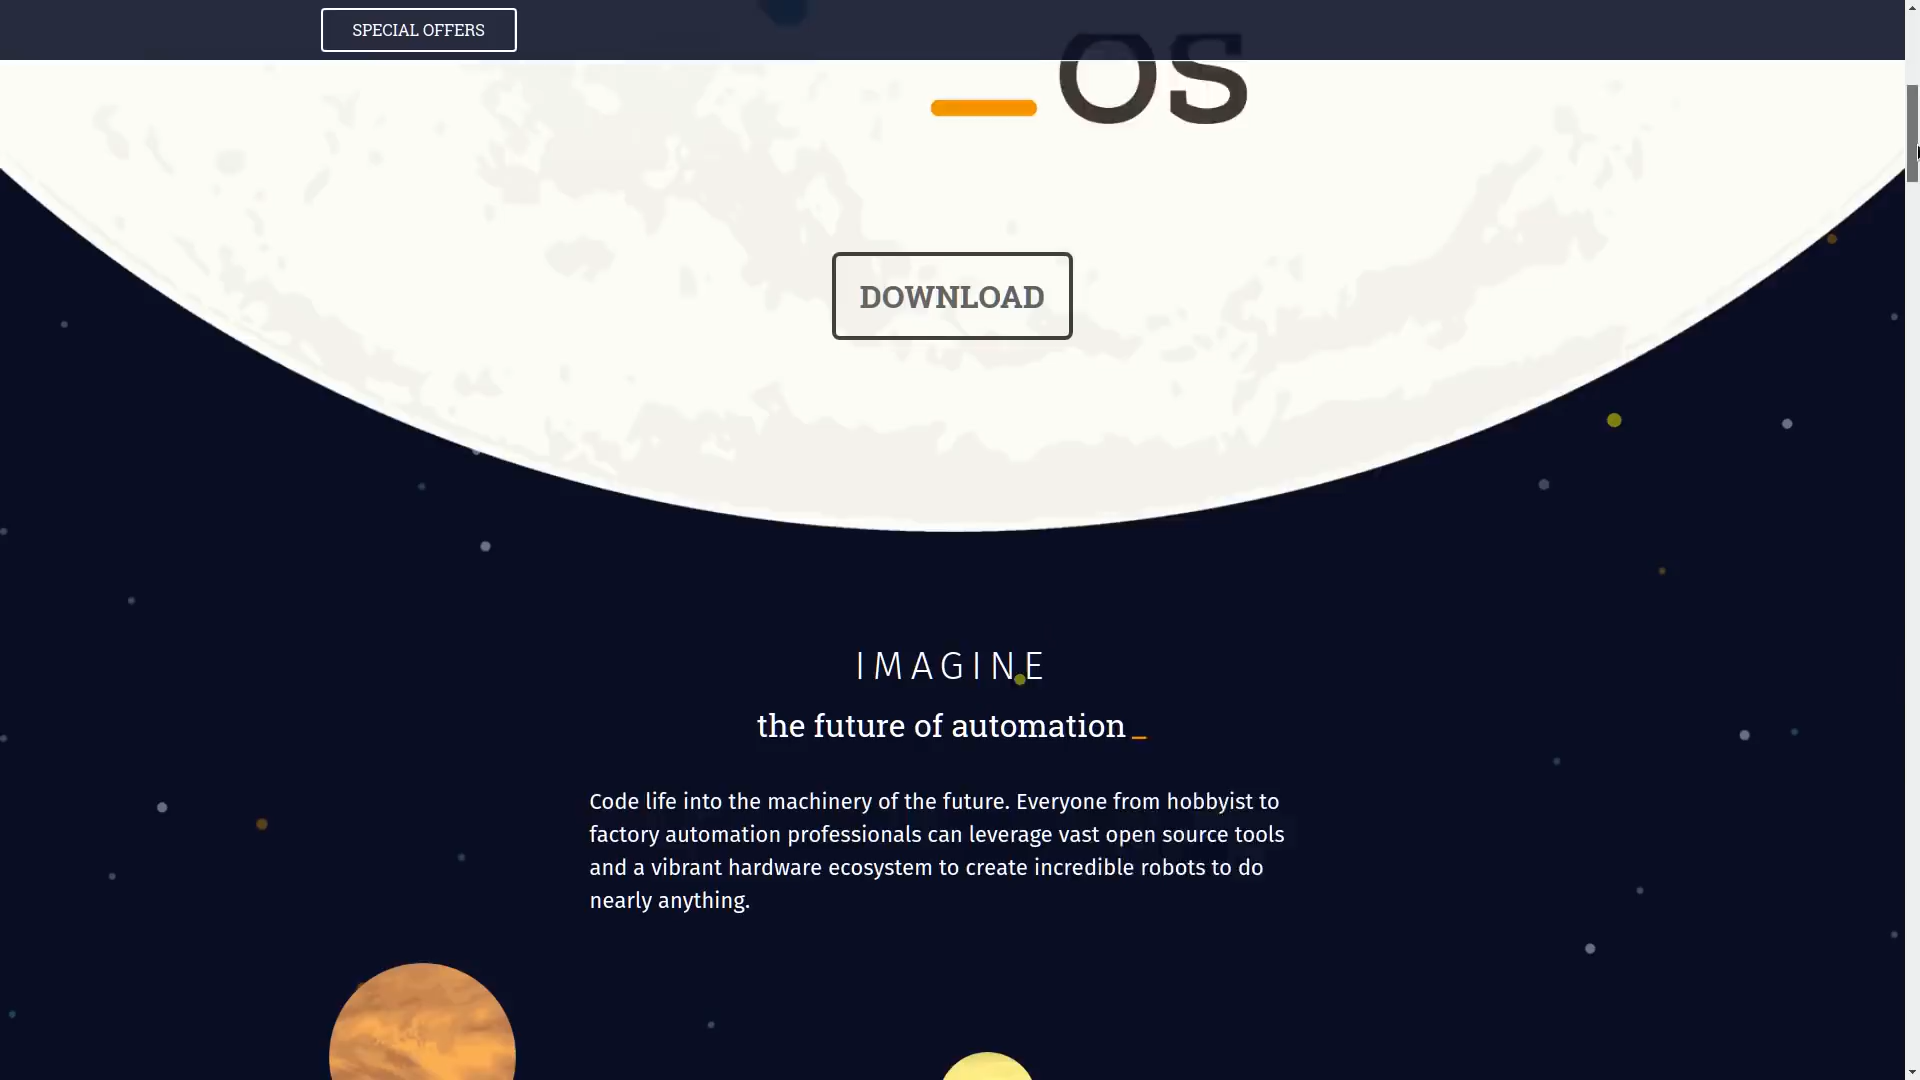 SPECIAL OFFERS
_OS
DOWNLOAD
IMAGINE
the future of automation_
Code life into the machinery of the future. Everyone from hobbyist to
factory automation professionals can leverage vast open source tools
and a vibrant hardware ecosystem to create incredible robots to do
nearly anything.